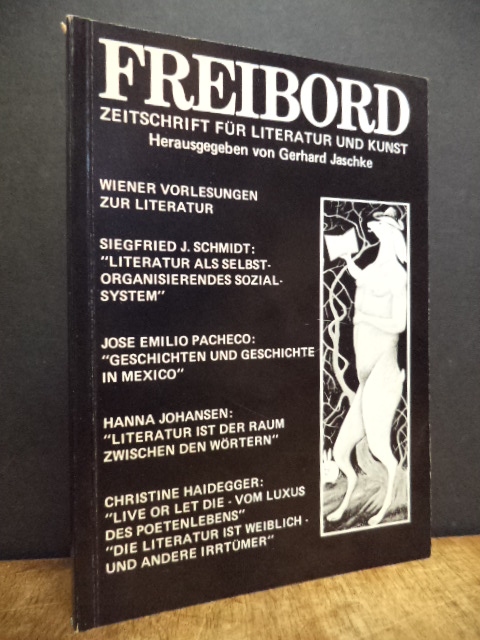 FREIBORD
ZEITSCHRIFT FÜR LITERATUR UND KUNST
Herausgegeben von Gerhard Jaschke
WIENER VORLESUNGEN
ZUR LITERATUR
SIEGFRIED J. SCHMIDT:
"LITERATUR ALS SELBST-
ORGANISIERENDES SOZIAL-
SYSTEM"
JOSE EMILIO PACHECO:
"GESCHICHTEN UND GESCHICHTE
IN MEXICO"
HANNA JOHANSEN:
"LITERATUR IST DER RAUM
ZWISCHEN DEN WÖRTERN"
CHRISTINE HAIDEGGER:
"LIVE OR LET DIE - VOM LUXUS
DES POETENLEBENS"
"DIE LITERATUR IST WEIBLICH -
UND ANDERE IRRTÜMER"